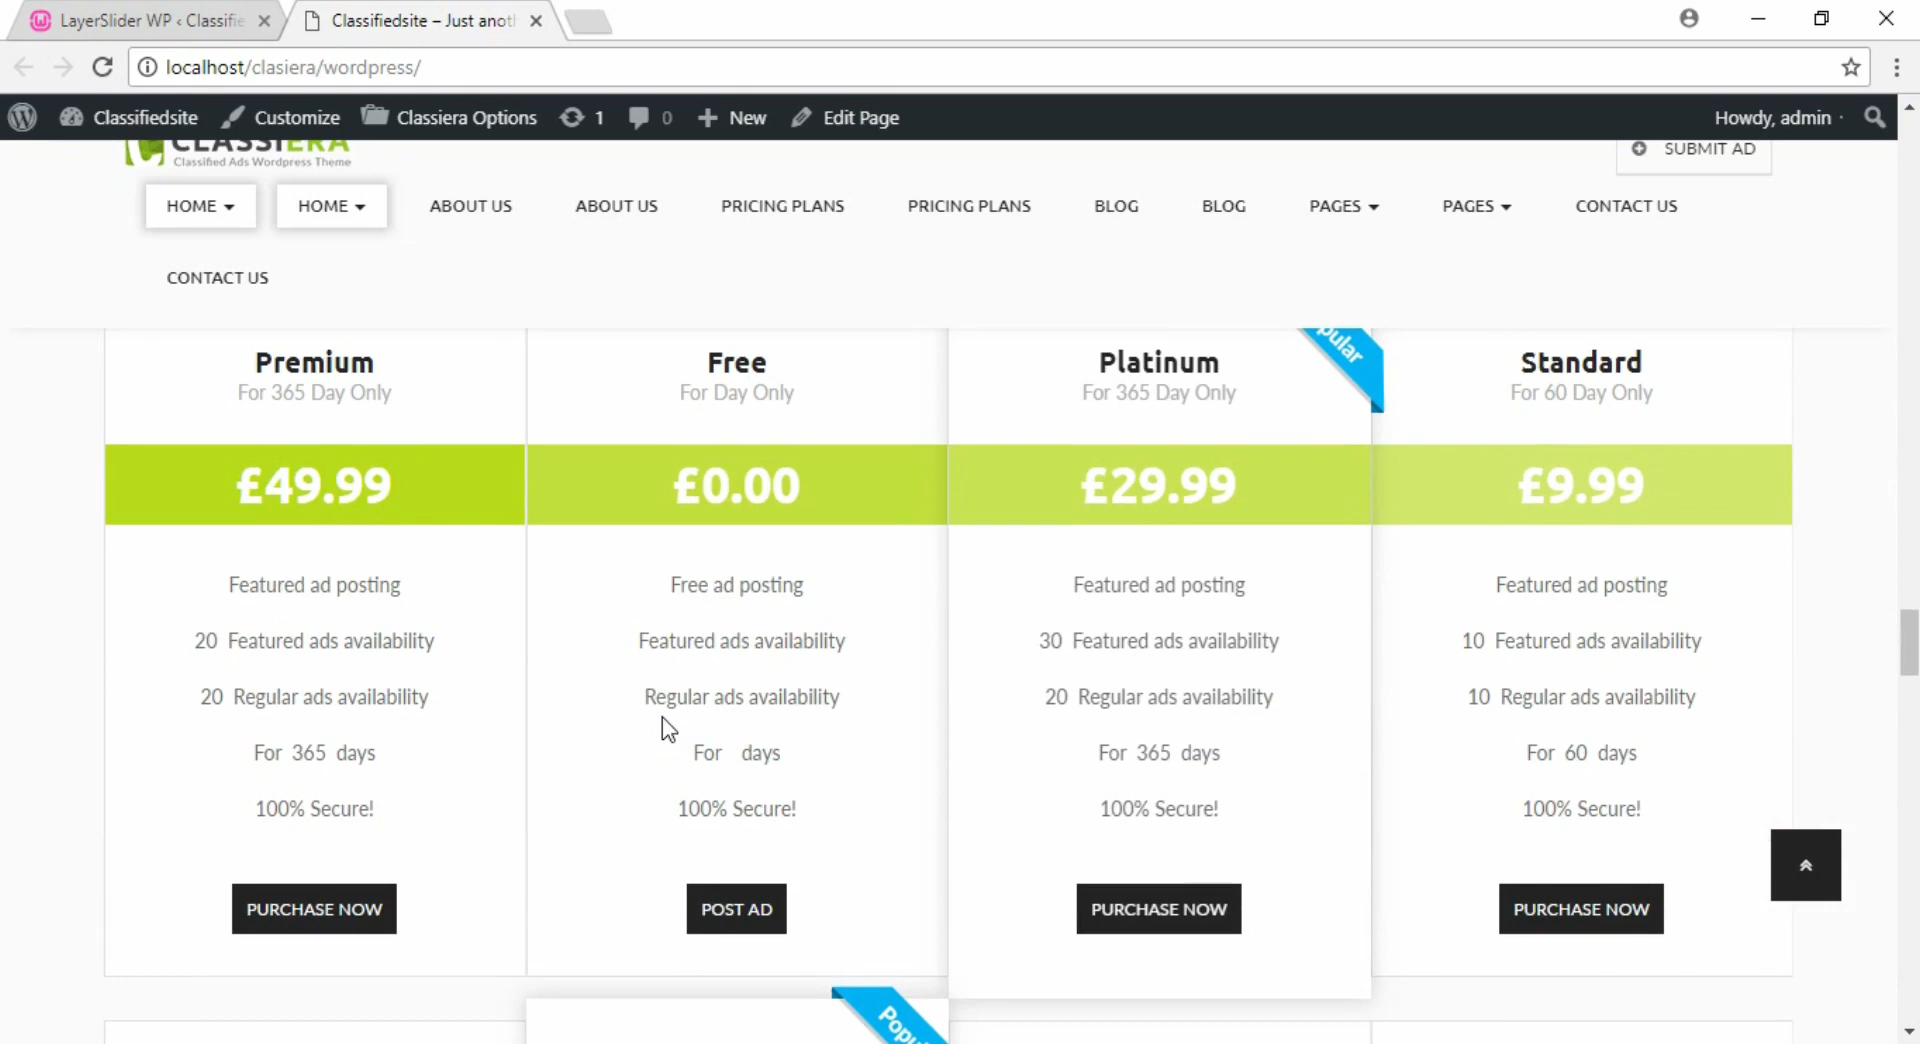 LayerSlider WP ‹ Classifie
Classifiedsite – Just anoth
localhost/clasiera/wordpress/
Classifiedsite
Customize
Classiera Options
1
0
New
Edit Page
Howdy, admin
CLASSIERA
Classified Ads Wordpress Theme
SUBMIT AD
HOME
HOME
ABOUT US
ABOUT US
PRICING PLANS
PRICING PLANS
BLOG
BLOG
PAGES
PAGES
CONTACT US
CONTACT US
Premium
For 365 Day Only
£49.99
Featured ad posting
20 Featured ads availability
20 Regular ads availability
For 365 days
100% Secure!
PURCHASE NOW
Free
For Day Only
£0.00
Free ad posting
Featured ads availability
Regular ads availability
For days
100% Secure!
POST AD
pular
Platinum
For 365 Day Only
£29.99
Featured ad posting
30 Featured ads availability
20 Regular ads availability
For 365 days
100% Secure!
PURCHASE NOW
Standard
For 60 Day Only
£9.99
Featured ad posting
10 Featured ads availability
10 Regular ads availability
For 60 days
100% Secure!
PURCHASE NOW
Popu